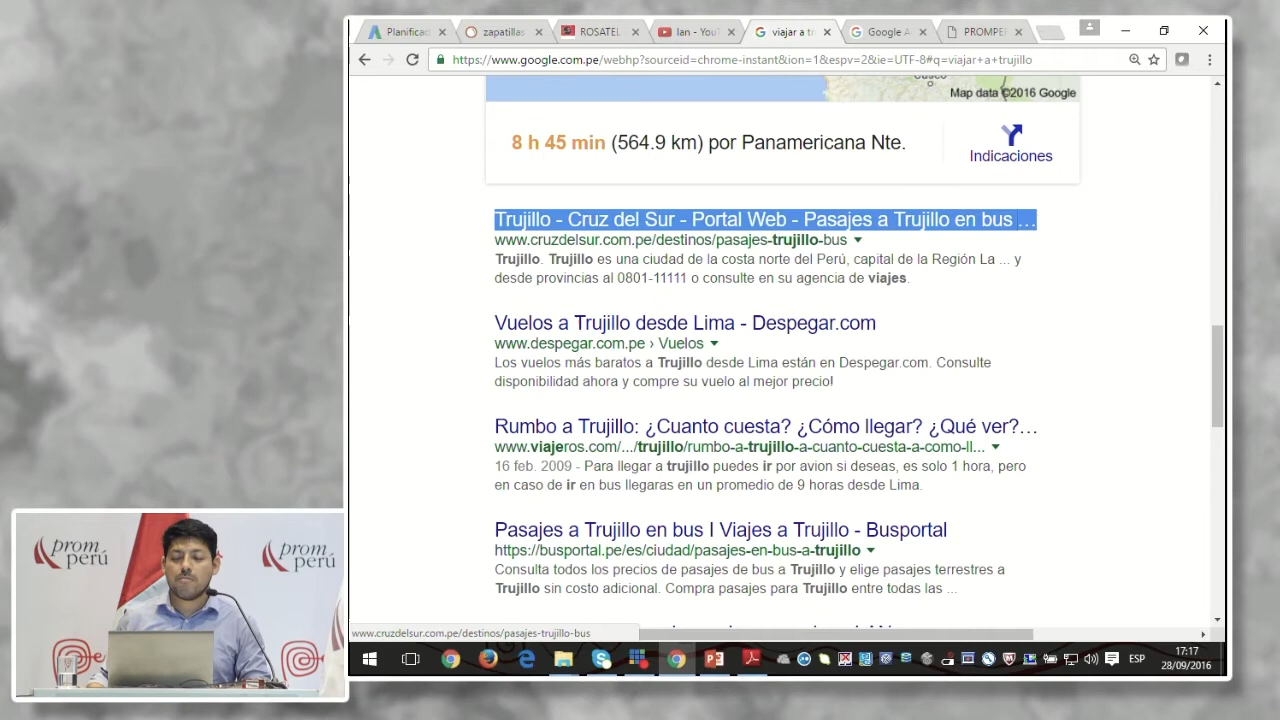 Planificac
zapatillas
ROSATEL
Ian - YouT
viajar a tr
Google A
PROMPE
https://www.google.com.pe/webhp?sourceid=chrome-instant&ion=1&espv=2&ie=UTF-8#q=viajar+a+trujillo
Cusco
Map data ©2016 Google
8 h 45 min (564.9 km) por Panamericana Nte.
Indicaciones
Trujillo - Cruz del Sur - Portal Web - Pasajes a Trujillo en bus ...
www.cruzdelsur.com.pe/destinos/pasajes-trujillo-bus
Trujillo. Trujillo es una ciudad de la costa norte del Perú, capital de la Región La ... y
desde provincias al 0801-11111 o consulte en su agencia de viajes.
Vuelos a Trujillo desde Lima - Despegar.com
www.despegar.com.pe › Vuelos
Los vuelos más baratos a Trujillo desde Lima están en Despegar.com. Consulte
disponibilidad ahora y compre su vuelo al mejor precio!
Rumbo a Trujillo: ¿Cuanto cuesta? ¿Cómo llegar? ¿Qué ver?...
www.viajeros.com/.../trujillo/rumbo-a-trujillo-a-cuanto-cuesta-a-como-ll...
16 feb. 2009 - Para llegar a trujillo puedes ir por avion si deseas, es solo 1 hora, pero
en caso de ir en bus llegaras en un promedio de 9 horas desde Lima.
Pasajes a Trujillo en bus I Viajes a Trujillo - Busportal
https://busportal.pe/es/ciudad/pasajes-en-bus-a-trujillo
Consulta todos los precios de pasajes de bus a Trujillo y elige pasajes terrestres a
Trujillo sin costo adicional. Compra pasajes para Trujillo entre todas las ...
www.cruzdelsur.com.pe/destinos/pasajes-trujillo-bus
ESP
17:17
28/09/2016
prom
perú
prom
perú